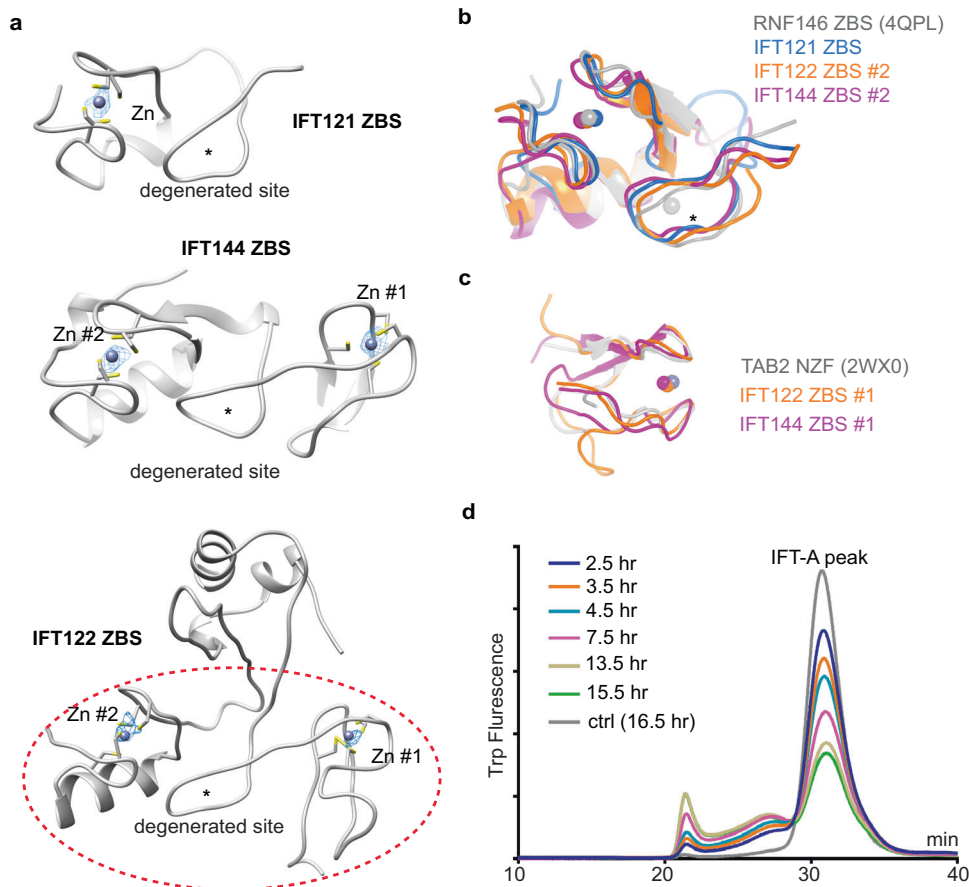 a
Zn
IFT121 ZBS
*
degenerated site
IFT144 ZBS
Zn #1
Zn #2
*
degenerated site
IFT122 ZBS
Zn #2
Zn #1
*
degenerated site
b
RNF146 ZBS (4QPL)
IFT121 ZBS
IFT122 ZBS #2
IFT144 ZBS #2
*
c
TAB2 NZF (2WX0)
IFT122 ZBS #1
IFT144 ZBS #1
d
IFT-A peak
2.5 hr
3.5 hr
4.5 hr
7.5 hr
13.5 hr
15.5 hr
ctrl (16.5 hr)
Trp Flurescence
min
10 20 30 40